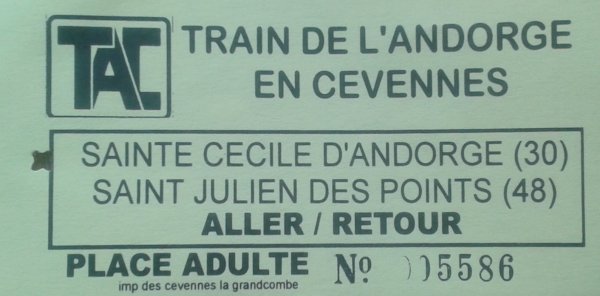 TAC
TRAIN DE L'ANDORGE
EN CEVENNES
SAINTE CECILE D'ANDORGE (30)
SAINT JULIEN DES POINTS (48)
ALLER / RETOUR
PLACE ADULTE Nº 005586
imp des cevennes la grandcombe